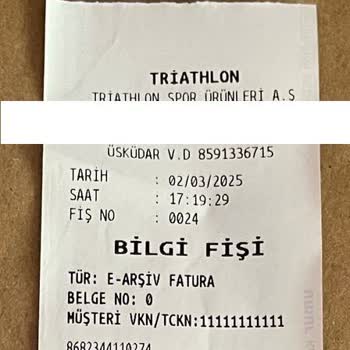 TRİATHLON
TRİATHLON SPOR ÜRÜNLERİ A.Ş
ÜSKÜDAR V.D 8591336715
TARİH : 02/03/2025
SAAT : 17:19:29
FİŞ NO : 0024
BİLGİ FİŞİ
TÜR: E-ARŞİV FATURA
BELGE NO: 0
MÜŞTERİ VKN/TCKN:11111111111
8682344110274